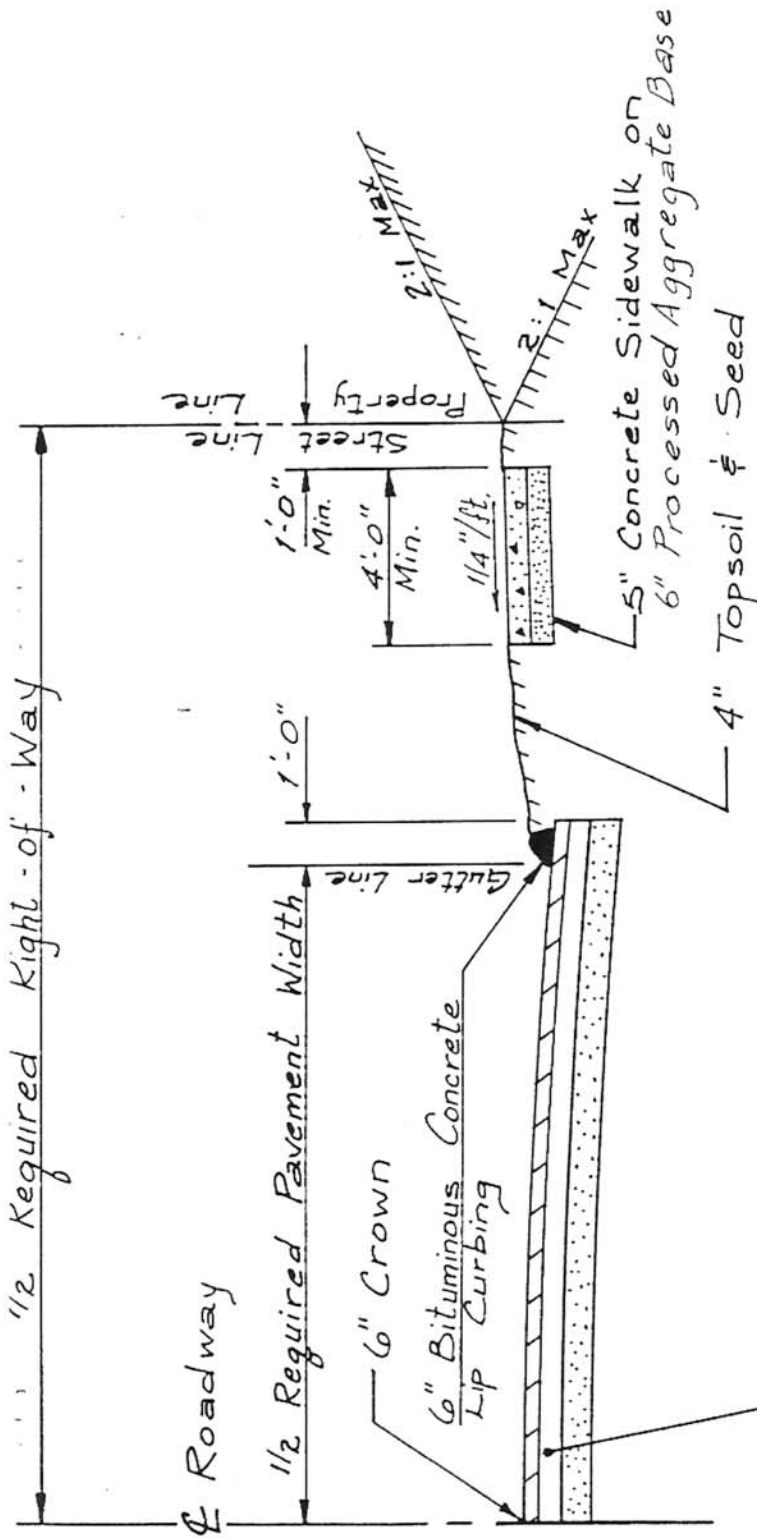 1/2 Required Right-of-Way
℄ Roadway
1/2 Required Pavement Width
6" Crown
6" Bituminous Concrete
Lip Curbing
Gutter Line
1'-0"
4'-0"
Min.
1'-0"
Min.
1/4"/ft.
Street Line
Property Line
2:1 Max
2:1 Max
5" Concrete Sidewalk on
6" Processed Aggregate Base
4" Topsoil & Seed